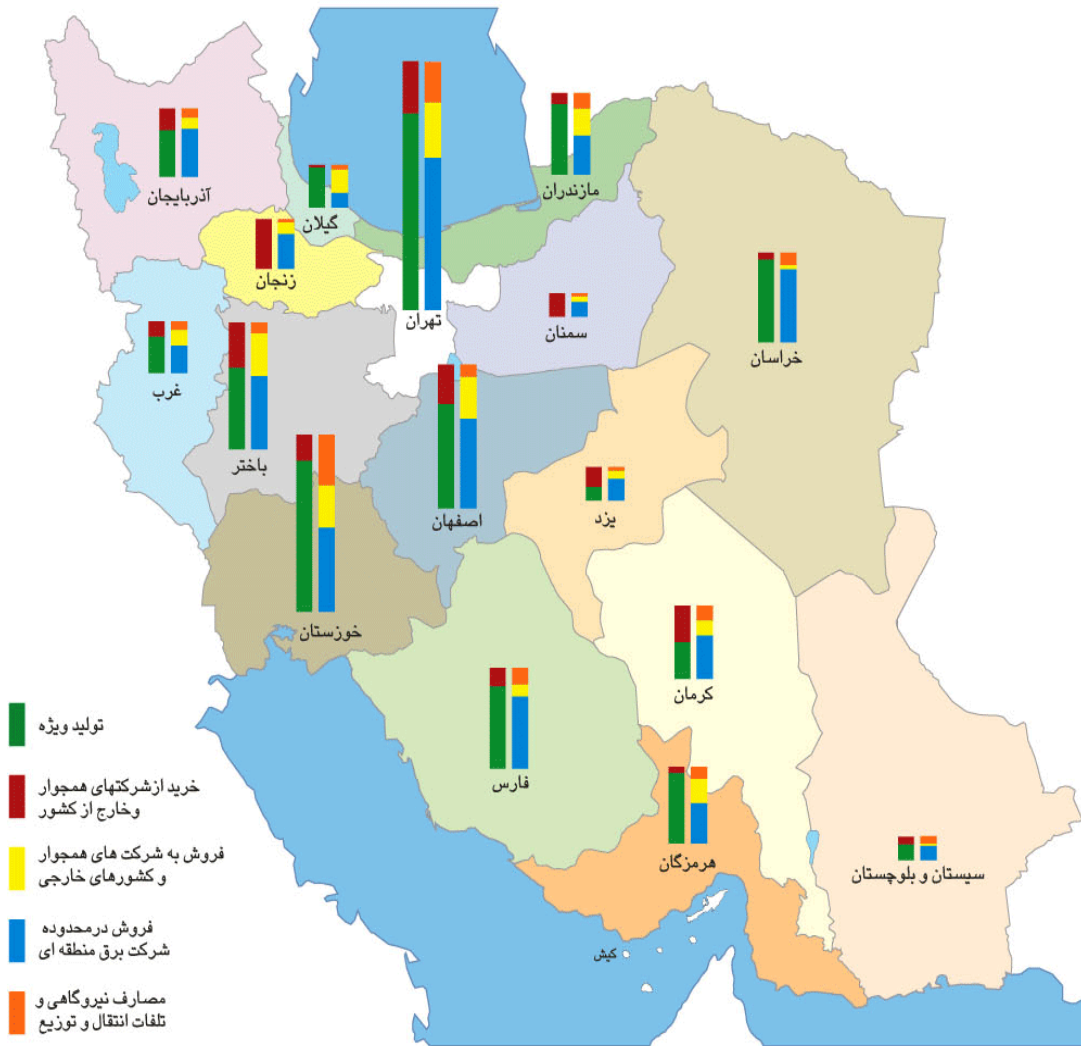 آذربایجان
گیلان
مازندران
زنجان
تهران
سمنان
خراسان
غرب
باختر
اصفهان
یزد
خوزستان
کرمان
فارس
هرمزگان
سیستان و بلوچستان
کیش
تولید ویژه
خرید ازشرکتهای همجوار
وخارج از کشور
فروش به شرکت های همجوار
و کشورهای خارجی
فروش درمحدوده
شرکت برق منطقه ای
مصارف نیروگاهی و
تلفات انتقال و توزیع